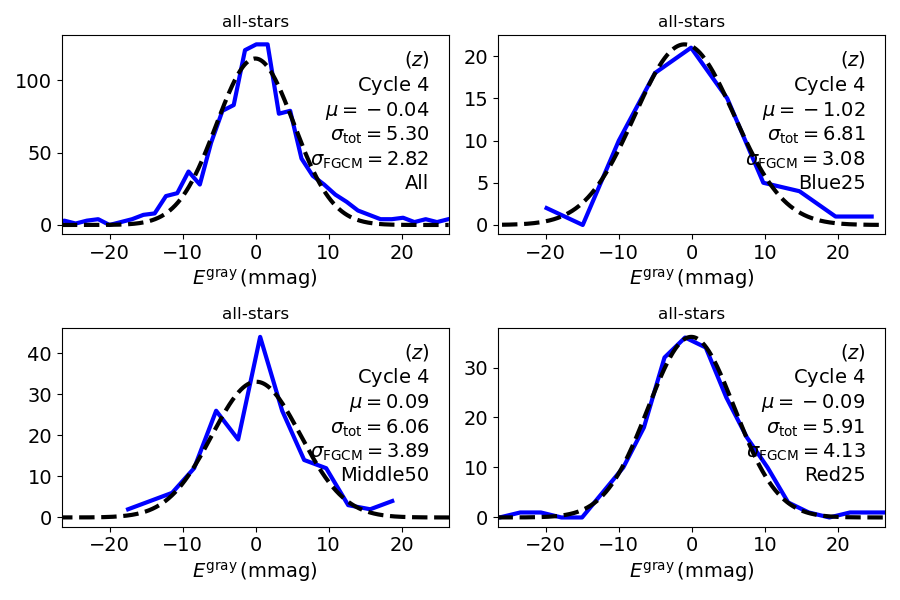 all-stars
(z)
Cycle 4
μ = −0.04
σtot = 5.30
σFGCM = 2.82
All
100
50
0
−20 −10 0 10 20
E^gray (mmag)
all-stars
(z)
Cycle 4
μ = −1.02
σtot = 6.81
σFGCM = 3.08
Blue25
20
15
10
5
0
−20 −10 0 10 20
E^gray (mmag)
all-stars
(z)
Cycle 4
μ = 0.09
σtot = 6.06
σFGCM = 3.89
Middle50
40
30
20
10
0
−20 −10 0 10 20
E^gray (mmag)
all-stars
(z)
Cycle 4
μ = −0.09
σtot = 5.91
σFGCM = 4.13
Red25
30
20
10
0
−20 −10 0 10 20
E^gray (mmag)